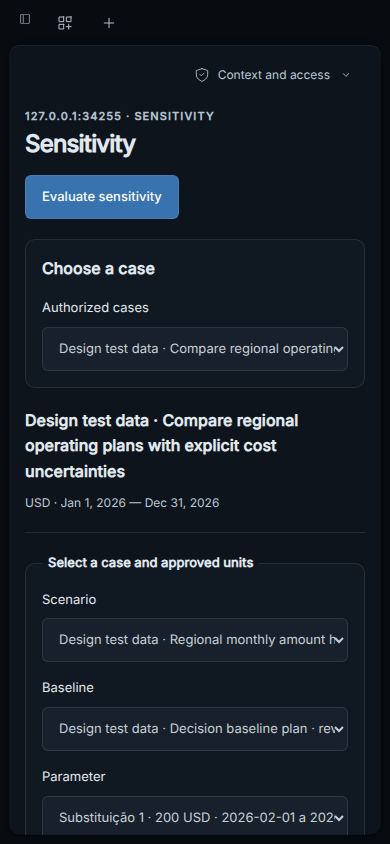 Context and access
127.0.0.1:34255 · SENSITIVITY
Sensitivity
Evaluate sensitivity
Choose a case
Authorized cases
Design test data · Compare regional operatin
Design test data · Compare regional
operating plans with explicit cost
uncertainties
USD · Jan 1, 2026 — Dec 31, 2026
Select a case and approved units
Scenario
Design test data · Regional monthly amount h
Baseline
Design test data · Decision baseline plan · rev
Parameter
Substituição 1 · 200 USD · 2026-02-01 a 202